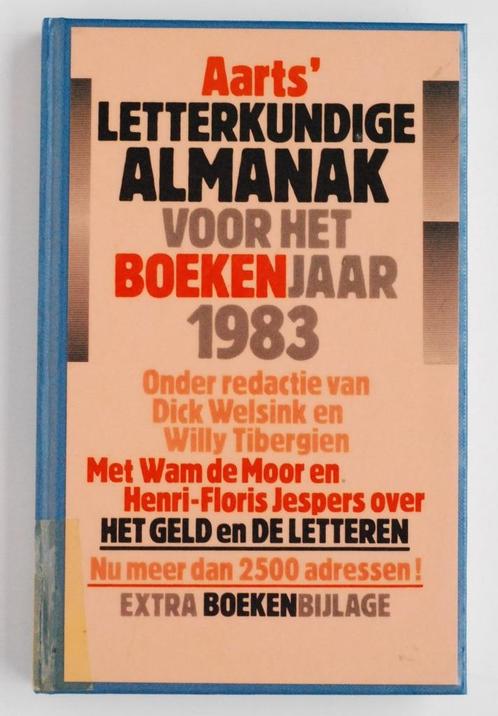 Aarts'
LETTERKUNDIGE
ALMANAK
VOOR HET
BOEKENJAAR
1983
Onder redactie van
Dick Welsink en
Willy Tibergien
Met Wam de Moor en
Henri-Floris Jespers over
HET GELD en DE LETTEREN
Nu meer dan 2500 adressen!
EXTRA BOEKENBIJLAGE